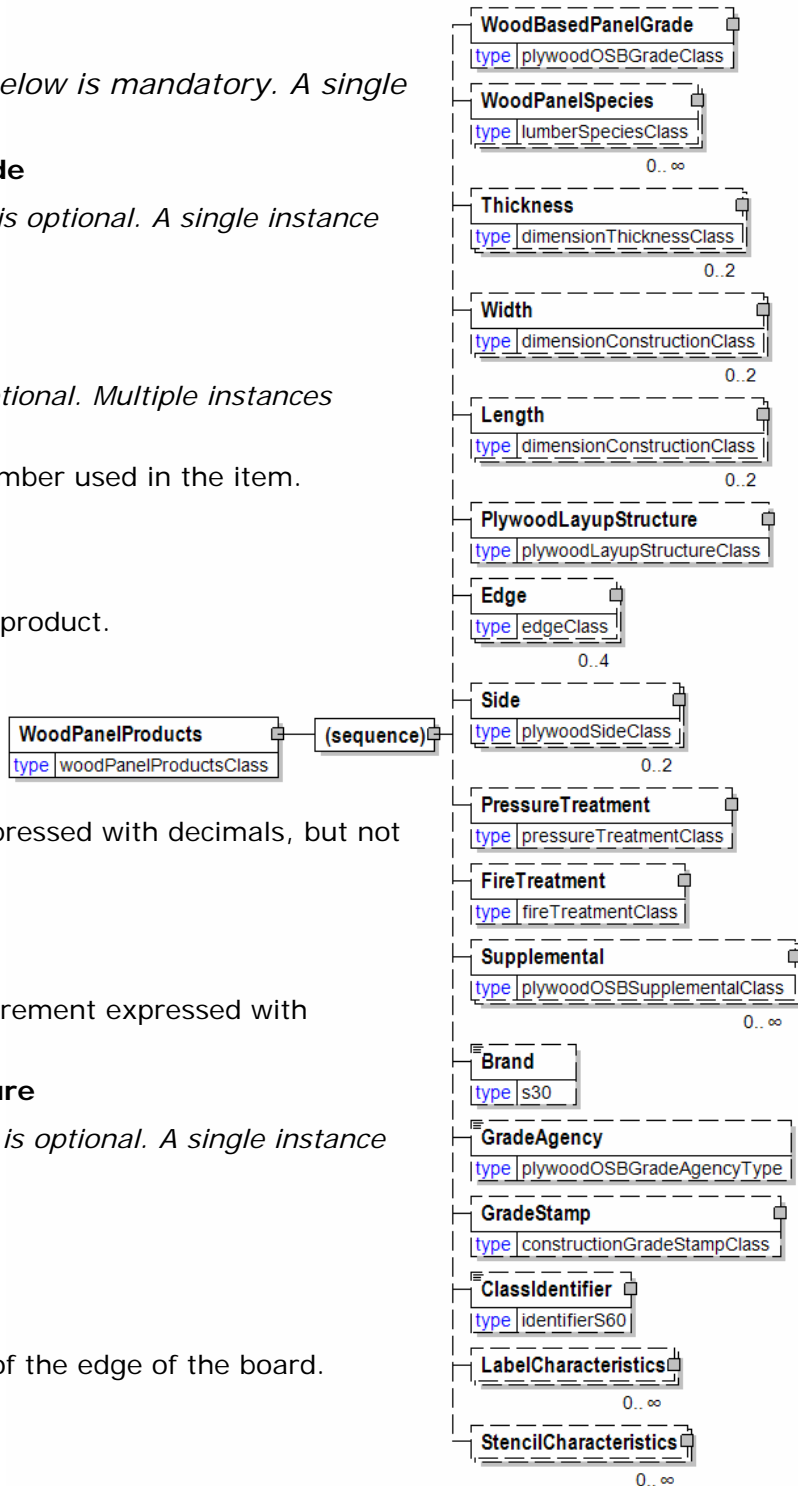 elow is mandatory. A single
de
is optional. A single instance
tional. Multiple instances
mber used in the item.
product.
pressed with decimals, but not
rement expressed with
ure
is optional. A single instance
of the edge of the board.
WoodPanelProducts
type woodPanelProductsClass
(sequence)
WoodBasedPanelGrade
type plywoodOSBGradeClass
WoodPanelSpecies
type lumberSpeciesClass
0..∞
Thickness
type dimensionThicknessClass
0..2
Width
type dimensionConstructionClass
0..2
Length
type dimensionConstructionClass
0..2
PlywoodLayupStructure
type plywoodLayupStructureClass
Edge
type edgeClass
0..4
Side
type plywoodSideClass
0..2
PressureTreatment
type pressureTreatmentClass
FireTreatment
type fireTreatmentClass
Supplemental
type plywoodOSBSupplementalClass
0..∞
Brand
type s30
GradeAgency
type plywoodOSBGradeAgencyType
GradeStamp
type constructionGradeStampClass
ClassIdentifier
type identifierS60
LabelCharacteristics
0..∞
StencilCharacteristics
0..∞